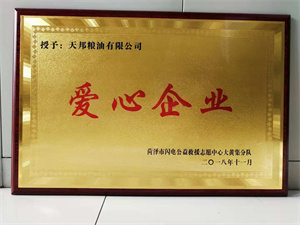 授予：天邦粮油有限公司
爱心企业
菏泽市闪电公益救援志愿中心大黄集分队
二〇一八年十一月